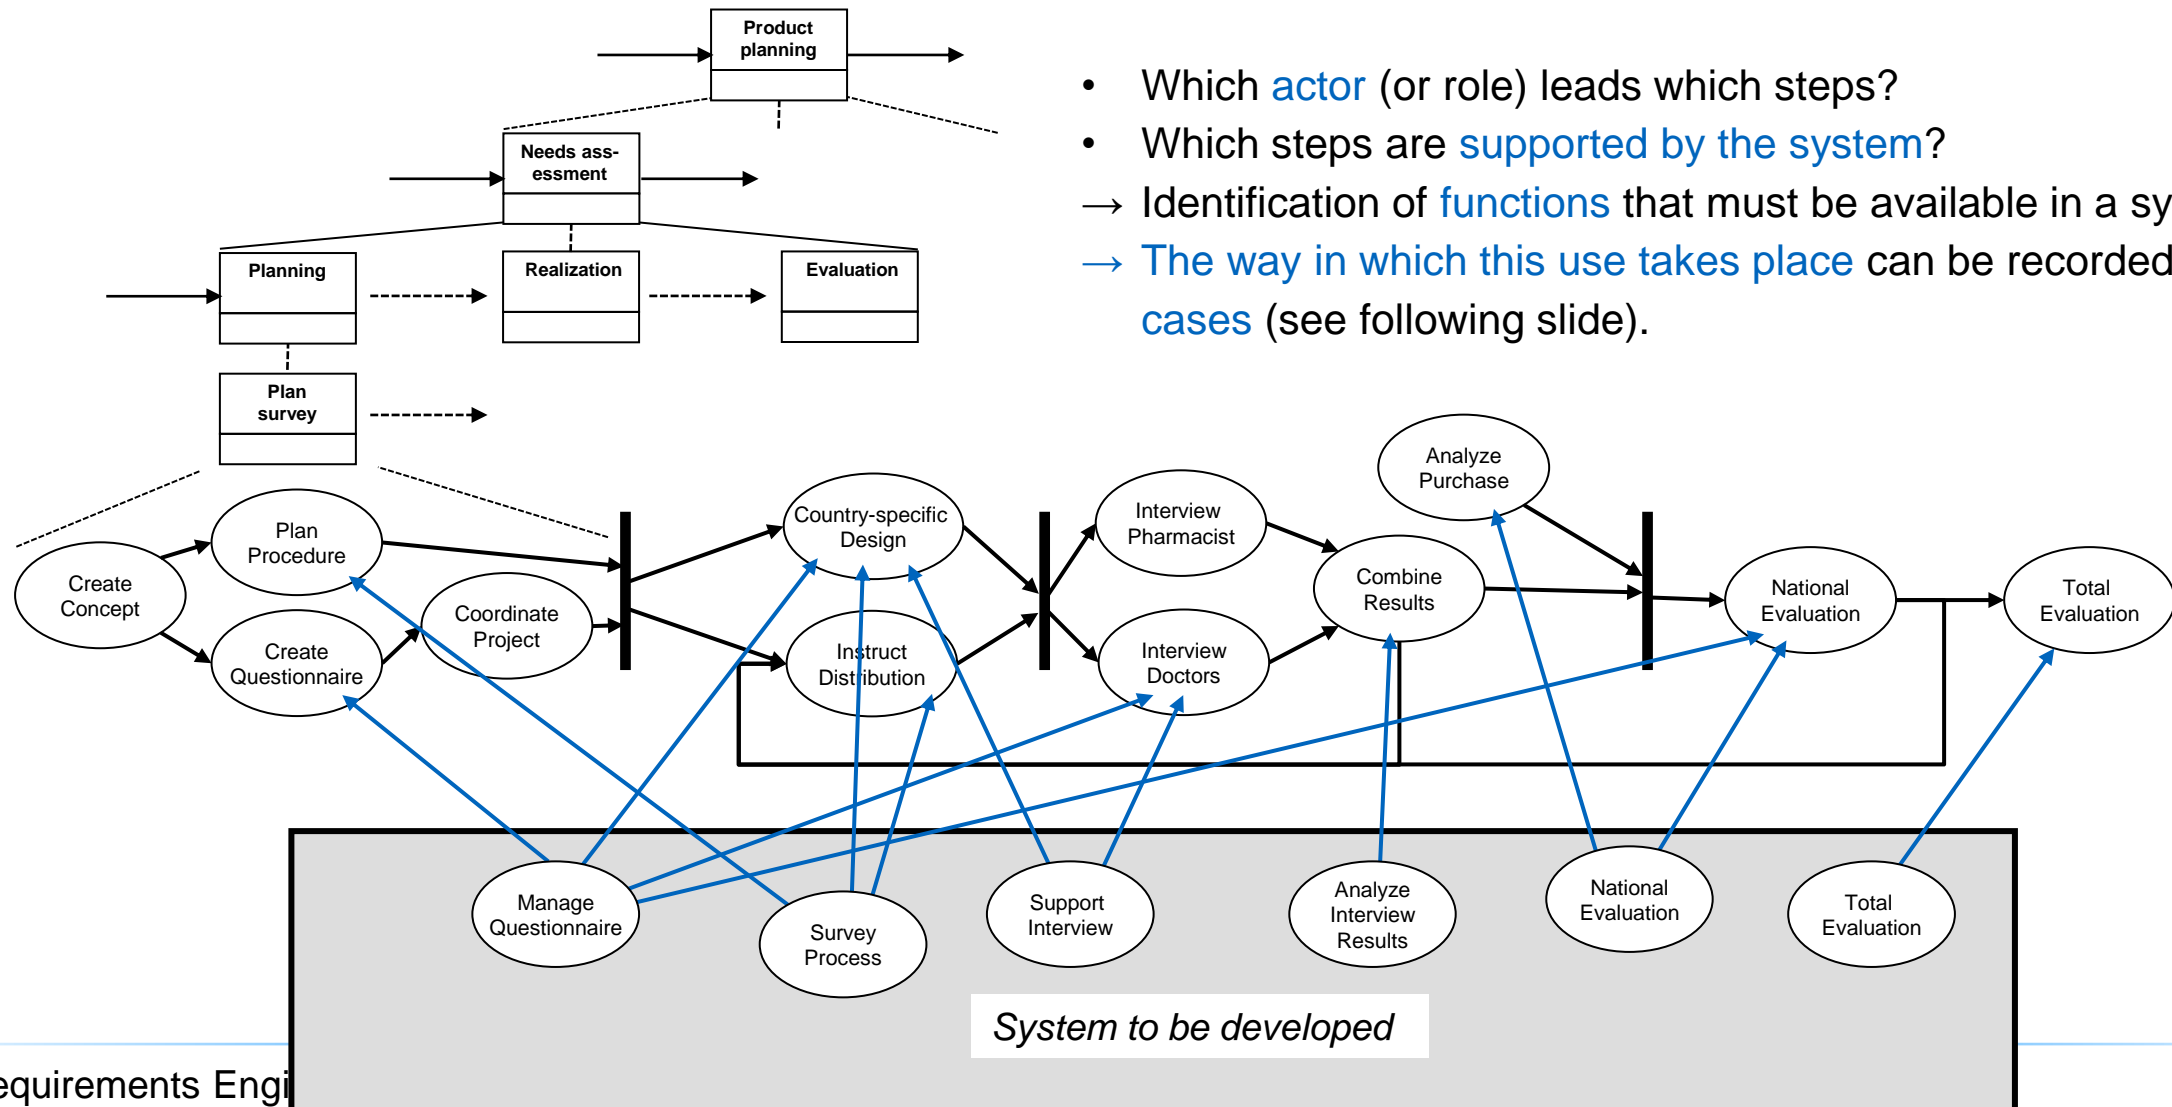 Product
planning
• Which actor (or role) leads which steps?
• Which steps are supported by the system?
→ Identification of functions that must be available in a sy
→ The way in which this use takes place can be recorded
cases (see following slide).
Needs ass-
essment
Planning
Realization
Evaluation
Plan
survey
Analyze
Purchase
Plan
Procedure
Country-specific
Design
Interview
Pharmacist
Create
Concept
Coordinate
Project
Combine
Results
National
Evaluation
Total
Evaluation
Create
Questionnaire
Instruct
Distribution
Interview
Doctors
Manage
Questionnaire
Survey
Process
Support
Interview
Analyze
Interview
Results
National
Evaluation
Total
Evaluation
System to be developed
equirements Engi